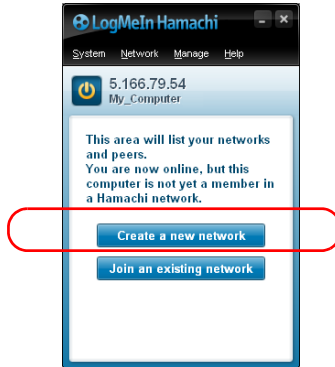 LogMeIn Hamachi
System Network Manage Help
5.166.79.54
My_Computer
This area will list your networks
and peers.
You are now online, but this
computer is not yet a member in
a Hamachi network.
Create a new network
Join an existing network